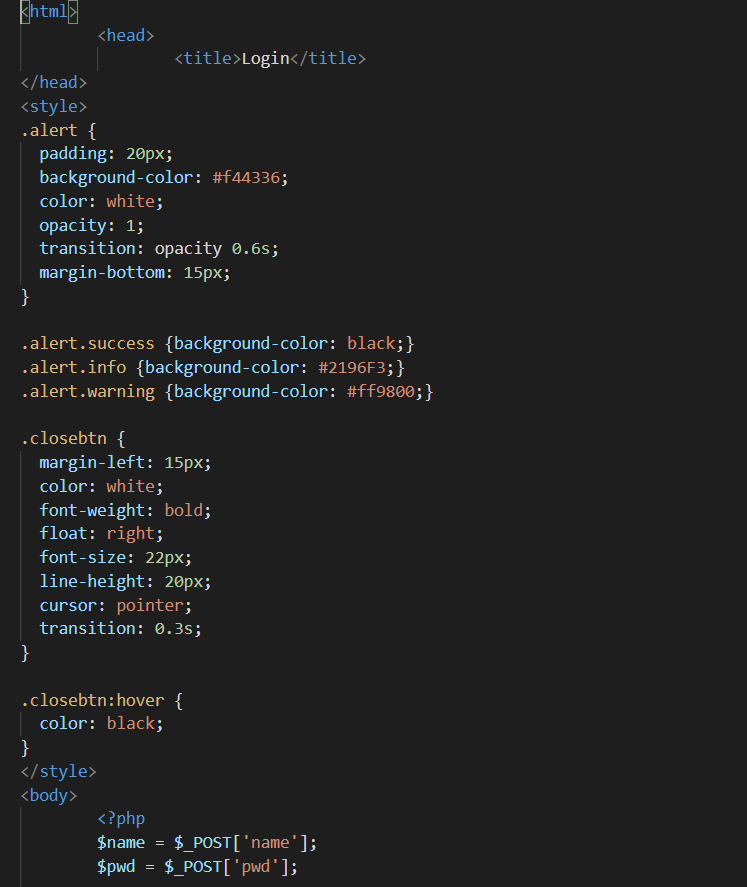 <html>
<head>
<title>Login</title>
</head>
<style>
.alert {
padding: 20px;
background-color: #f44336;
color: white;
opacity: 1;
transition: opacity 0.6s;
margin-bottom: 15px;
}
.alert.success {background-color: black;}
.alert.info {background-color: #2196F3;}
.alert.warning {background-color: #ff9800;}
.closebtn {
margin-left: 15px;
color: white;
font-weight: bold;
float: right;
font-size: 22px;
line-height: 20px;
cursor: pointer;
transition: 0.3s;
}
.closebtn:hover {
color: black;
}
</style>
<body>
<?php
$name = $_POST['name'];
$pwd = $_POST['pwd'];